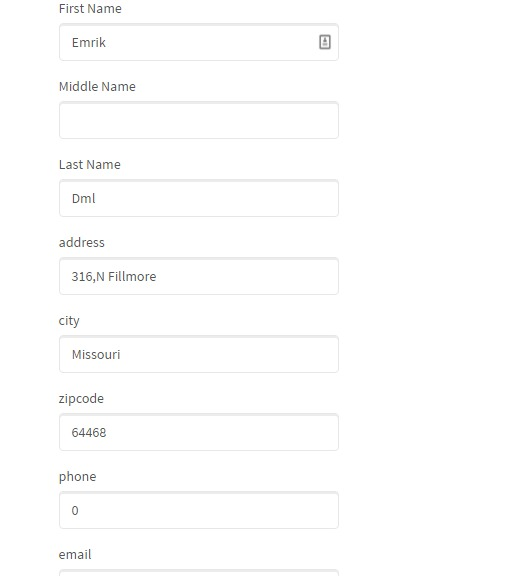 First Name
Emrik
Middle Name
Last Name
Dml
address
316,N Fillmore
city
Missouri
zipcode
64468
phone
0
email